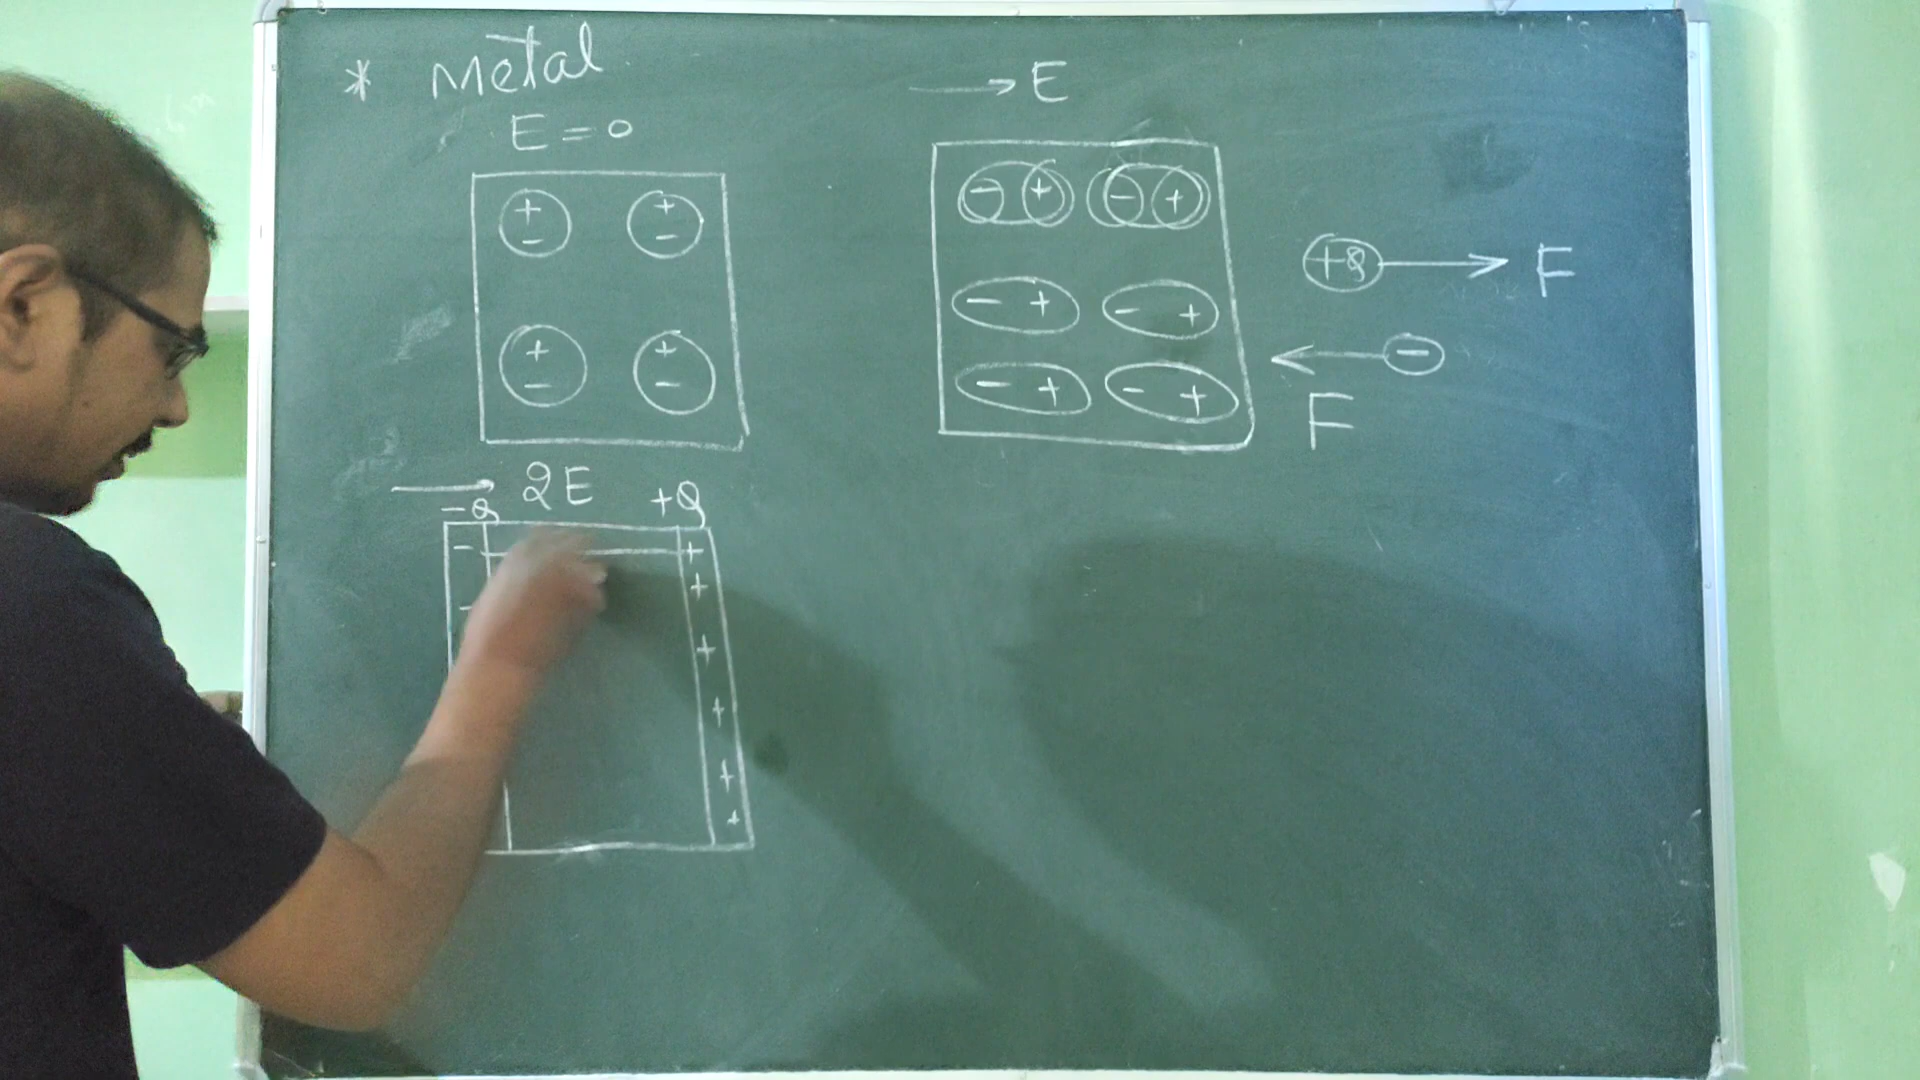 * Metal
E = 0
+ +
- -
+ +
- -
→ E
- + - +
- + - +
- + - +
+Q → F
← -
F
→ 2E
-Q +Q
- +
+
-
+
+
+
+